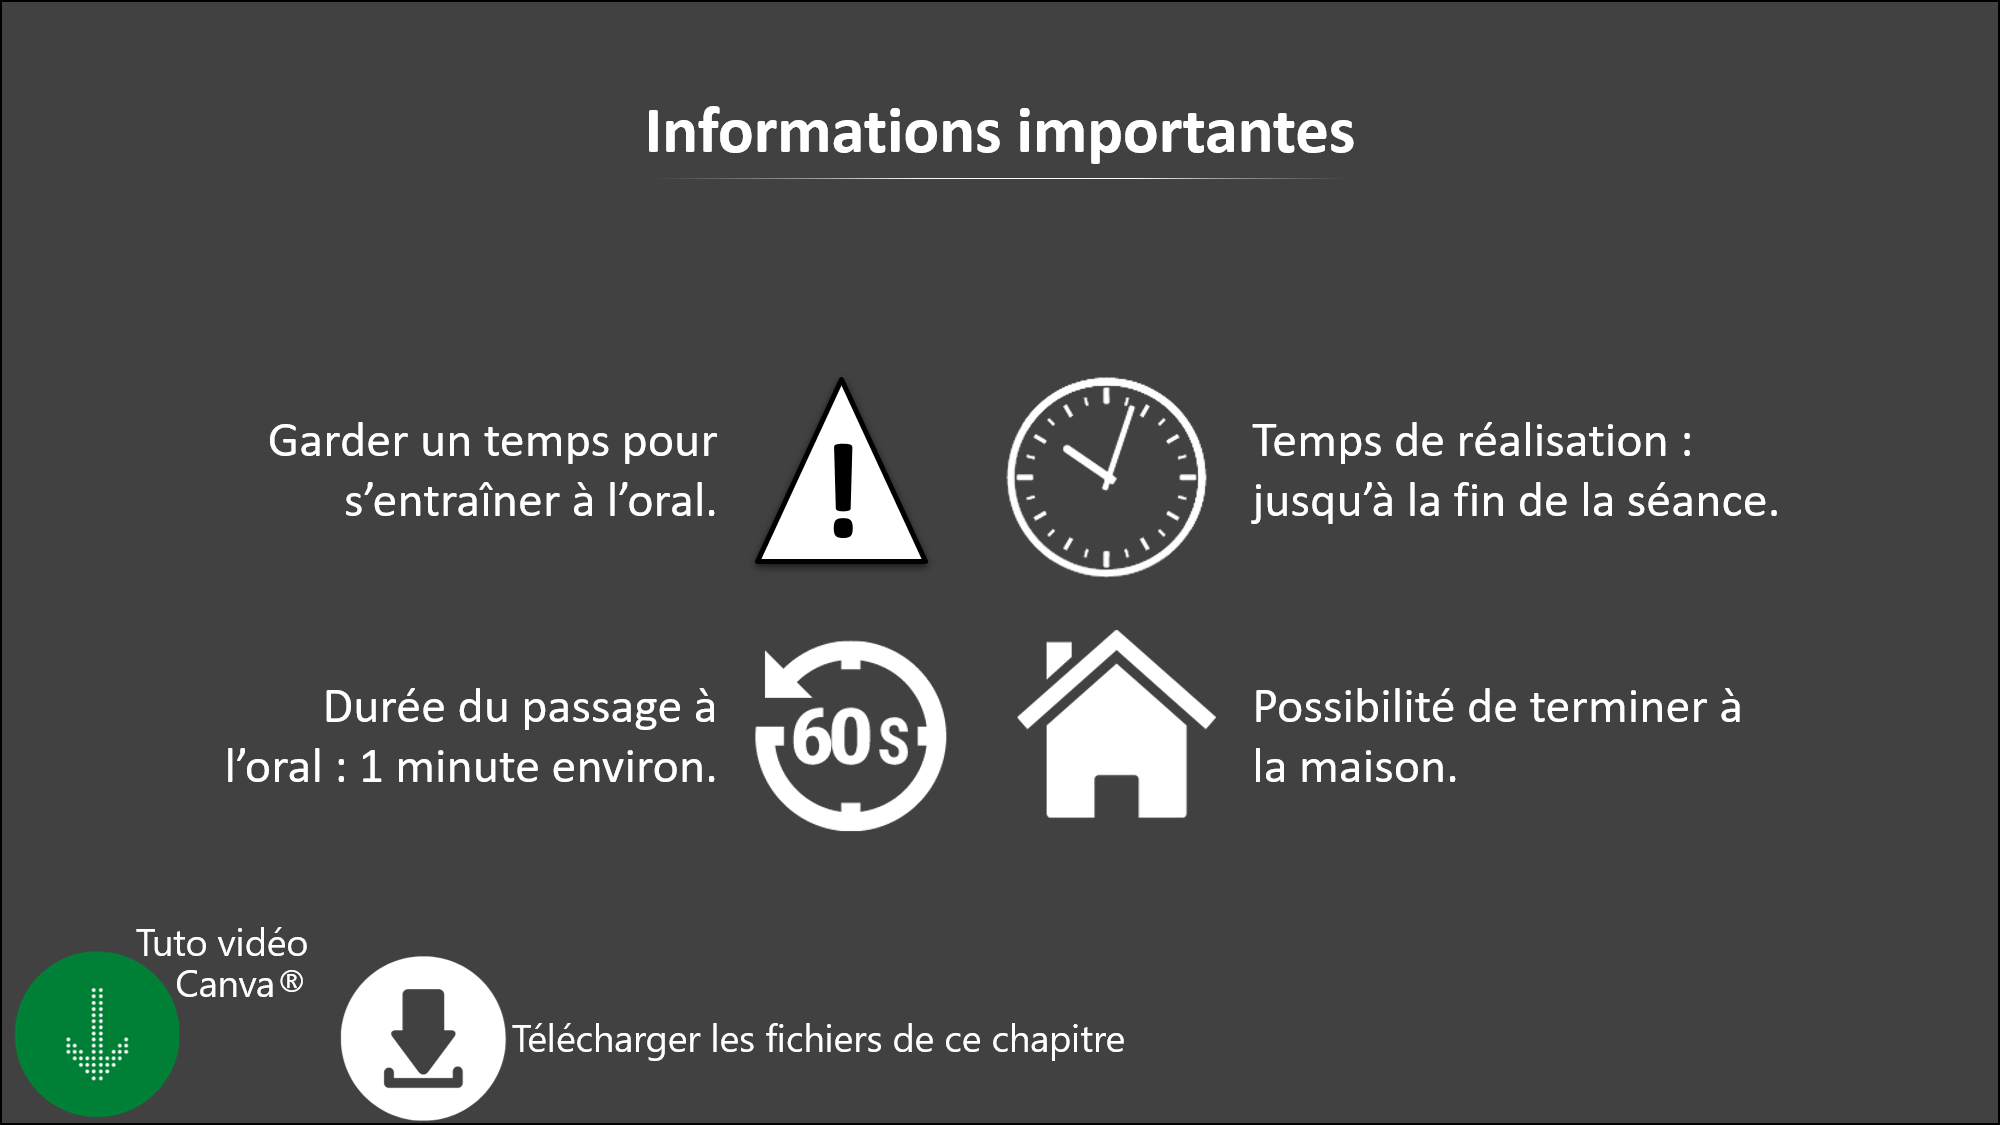 Informations importantes
Garder un temps pour
s’entraîner à l’oral.
!
Temps de réalisation :
jusqu’à la fin de la séance.
Durée du passage à
l’oral : 1 minute environ.
60s
Possibilité de terminer à
la maison.
Tuto vidéo
Canva®
Télécharger les fichiers de ce chapitre